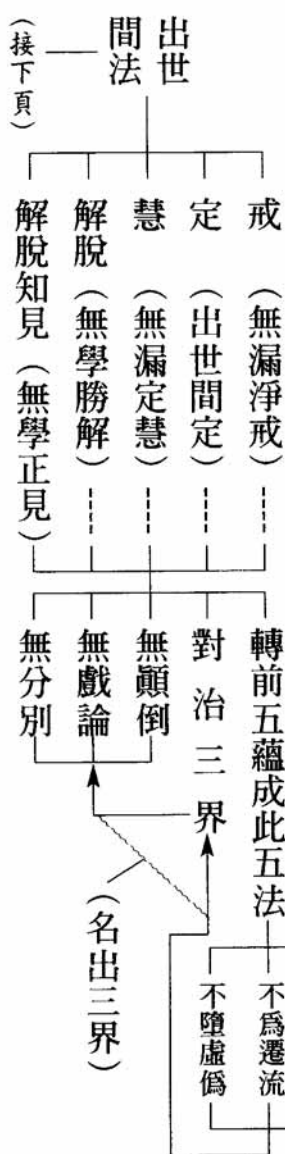 出世
間法
（接下頁）
戒　（無漏淨戒）
定　（出世間定）
慧　（無漏定慧）
解脫（無學勝解）
解脫知見（無學正見）
轉前五蘊成此五法
對治三界
無顛倒
無戲論
無分別
不為遷流
不墮虛偽
（名出三界）